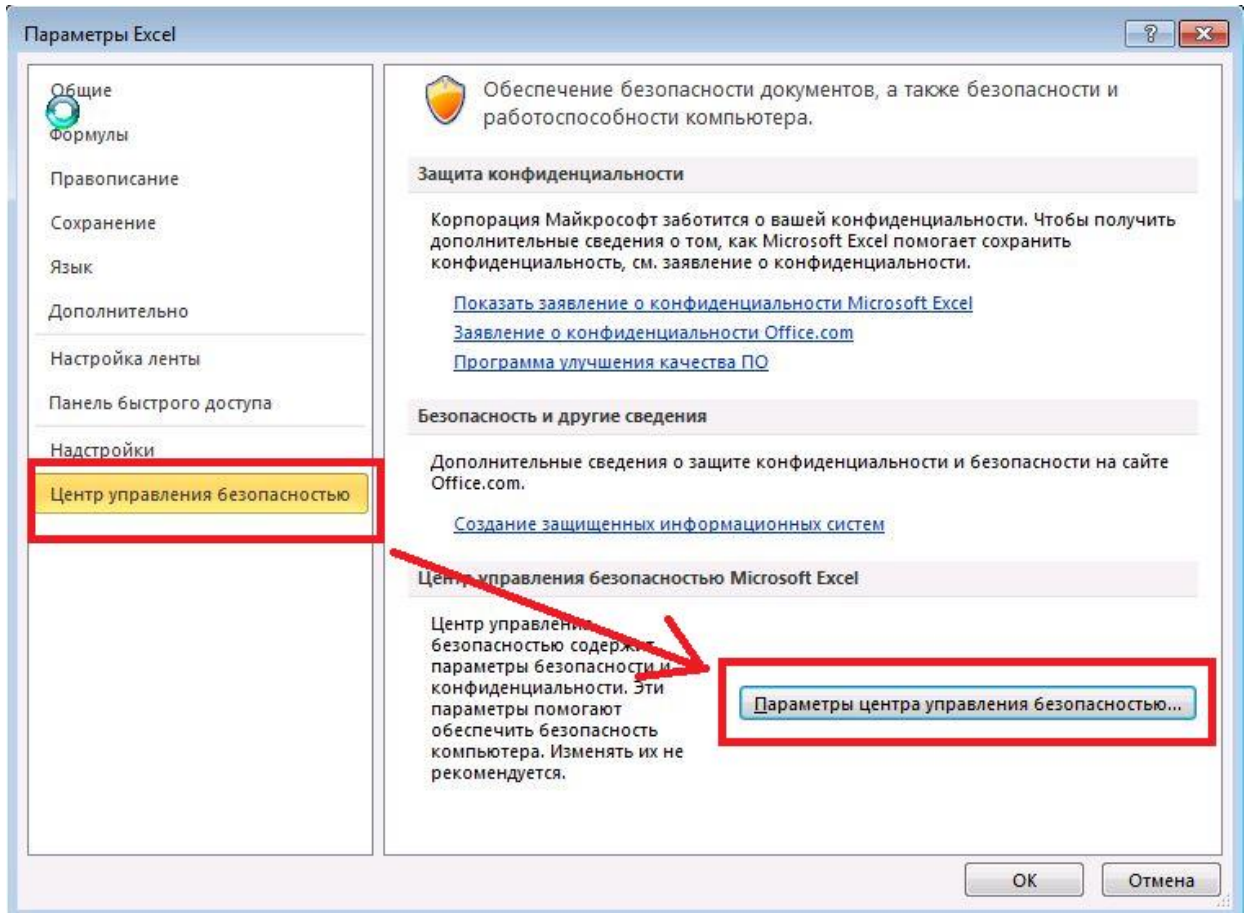 Параметры Excel
Общие
Формулы
Правописание
Сохранение
Язык
Дополнительно
Настройка ленты
Панель быстрого доступа
Надстройки
Центр управления безопасностью
Обеспечение безопасности документов, а также безопасности и
работоспособности компьютера.
Защита конфиденциальности
Корпорация Майкрософт заботится о вашей конфиденциальности. Чтобы получить
дополнительные сведения о том, как Microsoft Excel помогает сохранить
конфиденциальность, см. заявление о конфиденциальности.
Показать заявление о конфиденциальности Microsoft Excel
Заявление о конфиденциальности Office.com
Программа улучшения качества ПО
Безопасность и другие сведения
Дополнительные сведения о защите конфиденциальности и безопасности на сайте
Office.com.
Создание защищенных информационных систем
Центр управления безопасностью Microsoft Excel
Центр управления
безопасностью содержит
параметры безопасности и
конфиденциальности. Эти
параметры помогают
обеспечить безопасность
компьютера. Изменять их не
рекомендуется.
Параметры центра управления безопасностью...
ОК
Отмена